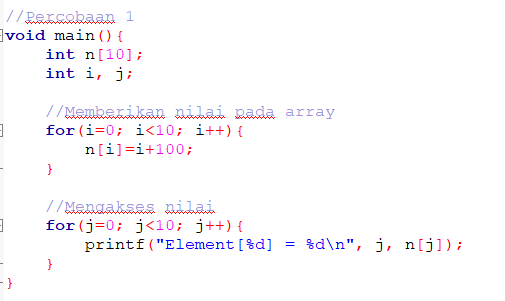 //Percobaan 1
void main(){
int n[10];
int i, j;
//Memberikan nilai pada array
for(i=0; i<10; i++){
n[i]=i+100;
}
//Mengakses nilai
for(j=0; j<10; j++){
printf("Element[%d] = %d\n", j, n[j]);
}
}